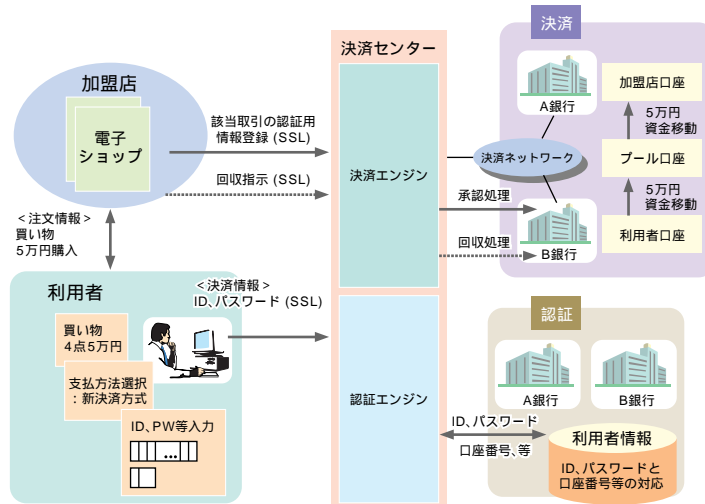 加盟店
電子
ショップ
<注文情報>
買い物
5万円購入
利用者
買い物
4点5万円
支払方法選択
:新決済方式
ID、PW等入力
...
該当取引の認証用
情報登録 (SSL)
回収指示 (SSL)
<決済情報>
ID、パスワード (SSL)
決済センター
決済エンジン
認証エンジン
決済
A銀行
決済ネットワーク
承認処理
回収処理
B銀行
加盟店口座
5万円
資金移動
プール口座
5万円
資金移動
利用者口座
認証
A銀行
B銀行
ID、パスワード
口座番号、等
利用者情報
ID、パスワードと
口座番号等の対応